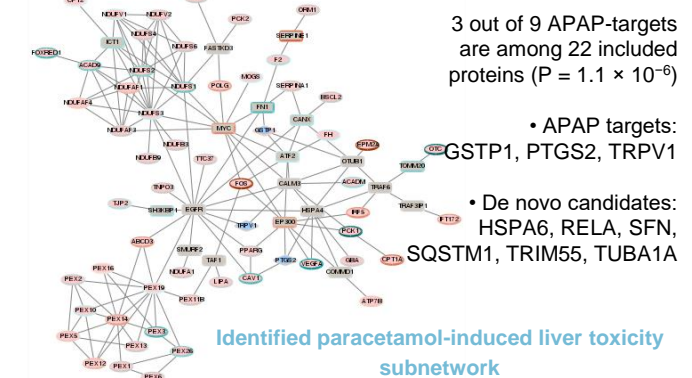 ORM1
PCK2
NDUFV1
NDUFV2
SERPINE1
NDUFS4
ICT1
NDUFS6
FASTKD3
FOXRED1
F2
ACAD9
NDUFS2
MOGS
NDUFAF1
NDUFS1
POLG
SERPINA1
NDUFAF4
FN1
NDUFS3
CANX
MYC
GSTP1
NDUFAF3
FH
EPM2A
NDUFB3
OTC
NDUFB9
TTC37
ATF2
OTUB1
TOMM20
TNPO3
FOS
CALM3
ACADM
TRAF6
TJP2
SH3KBP1
EGFR
HSPA4
IRF5
TRAF3IP1
IFT172
TRPV1
EP300
PCK1
ABCD3
SMURF2
PPARG
TAF1
PTGS2
VEGFA
GBA
CPT1A
NDUFA1
COMMD1
PEX16
LIPA
CAV1
PEX2
PEX19
PEX11B
ATP7B
PEX10
PEX14
PEX3
PEX5
PEX13
PEX26
PEX12
PEX1
PEX6
3 out of 9 APAP-targets
are among 22 included
proteins (P = 1.1 × 10⁻⁶)
• APAP targets:
GSTP1, PTGS2, TRPV1
• De novo candidates:
HSPA6, RELA, SFN,
SQSTM1, TRIM55, TUBA1A
Identified paracetamol-induced liver toxicity
subnetwork